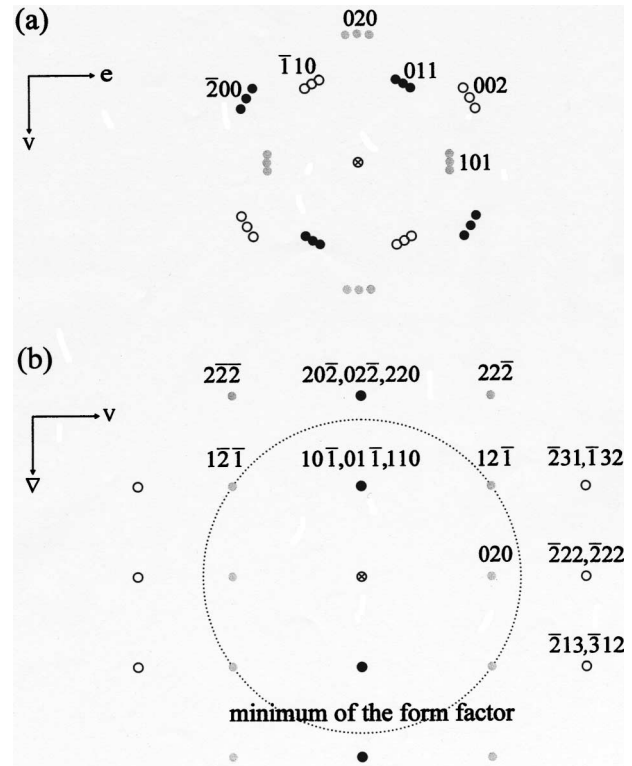 (a)
020
e
v
2̅00
1̅10
011
002
101
(b)
22̅2̅
202̅,022̅,220
222̅
v
∇
12̅1̅
101̅,011̅,110
121̅
2̅31,1̅32
020
2̅22,2̅22
2̅13,3̅12
minimum of the form factor